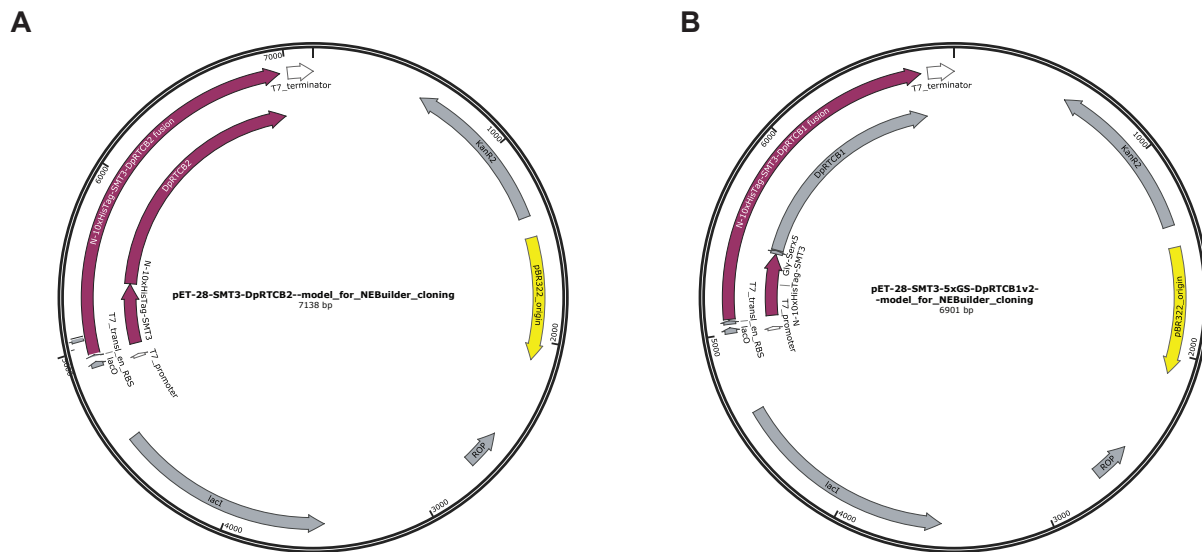 A
7000
T7_terminator
1000
KanR2
N-10xHisTag-SMT3-DpRTCB2 fusion
DpRTCB2
6000
N-10xHisTag-SMT3
pET-28-SMT3-DpRTCB2--model_for_NEBuilder_cloning
7138 bp
pBR322_origin
T7_transl_en_RBS
lacO
T7_promoter
2000
ROP
lacI
4000
3000
B
T7_terminator
1000
KanR2
6000
N-10xHisTag-SMT3-DpRTCB1 fusion
DpRTCB1
Gly-Serx5
N-10xHisTag-SMT3
pET-28-SMT3-5xGS-DpRTCB1v2-
-model_for_NEBuilder_cloning
6901 bp
pBR322_origin
T7_transl_en_RBS
lacO
T7_promoter
5000
2000
ROP
lacI
4000
3000